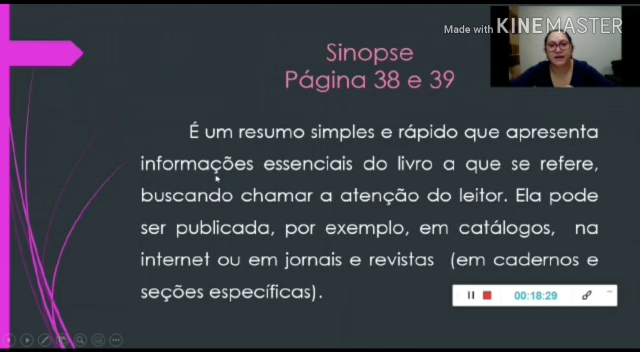 Made with KINEMASTER
Sinopse
Página 38 e 39
É um resumo simples e rápido que apresenta
informações essenciais do livro a que se refere,
buscando chamar a atenção do leitor. Ela pode
ser publicada, por exemplo, em catálogos, na
internet ou em jornais e revistas (em cadernos e
seções específicas).
00:18:29